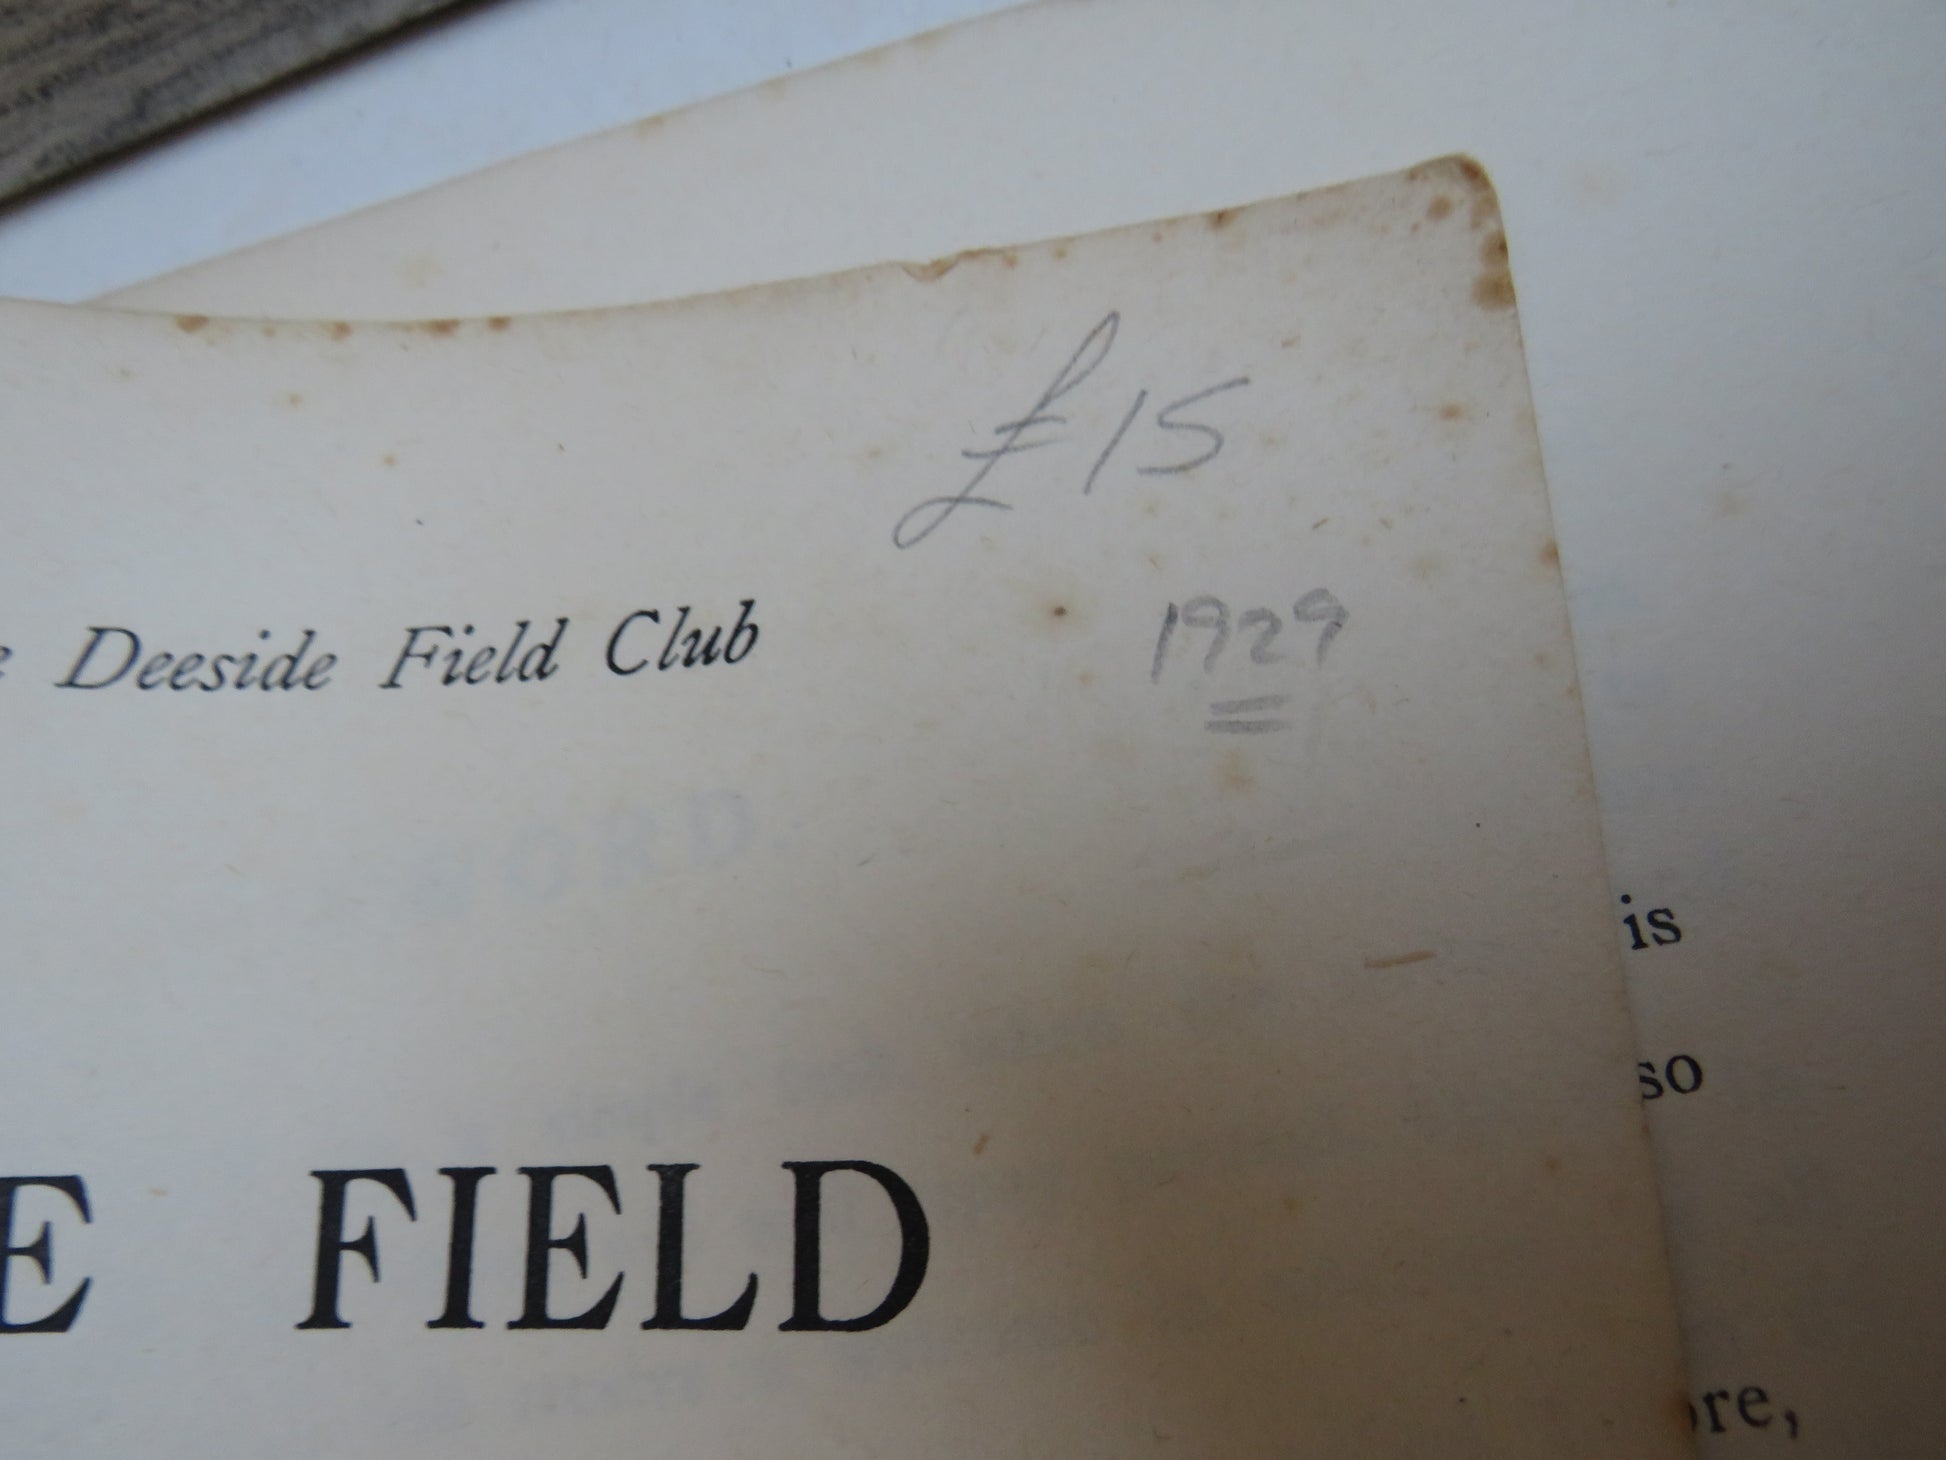 £15
Deeside Field Club
1929
is
so
E FIELD
re,